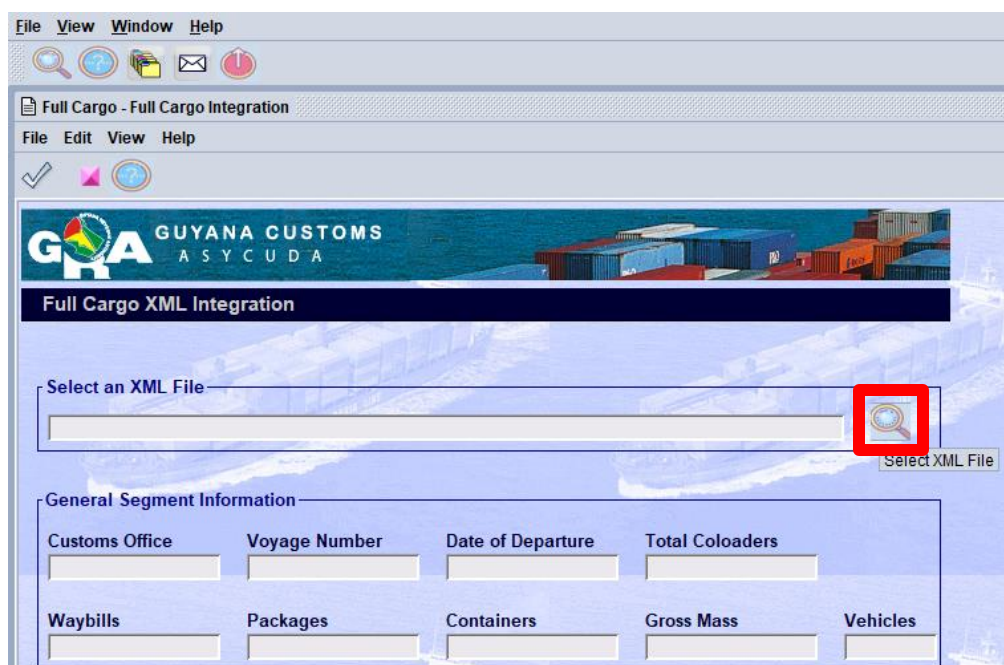 File View Window Help
Full Cargo - Full Cargo Integration
File Edit View Help
GRA GUYANA CUSTOMS
ASYCUDA
Full Cargo XML Integration
Select an XML File
Select XML File
General Segment Information
Customs Office Voyage Number Date of Departure Total Coloaders
Waybills Packages Containers Gross Mass Vehicles